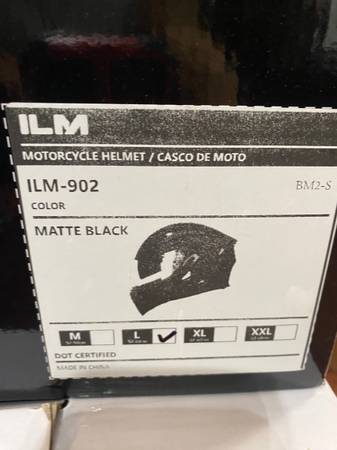 ILM
MOTORCYCLE HELMET / CASCO DE MOTO
ILM-902 BM2-S
COLOR
MATTE BLACK
M L XL XXL
DOT CERTIFIED
MADE IN CHINA